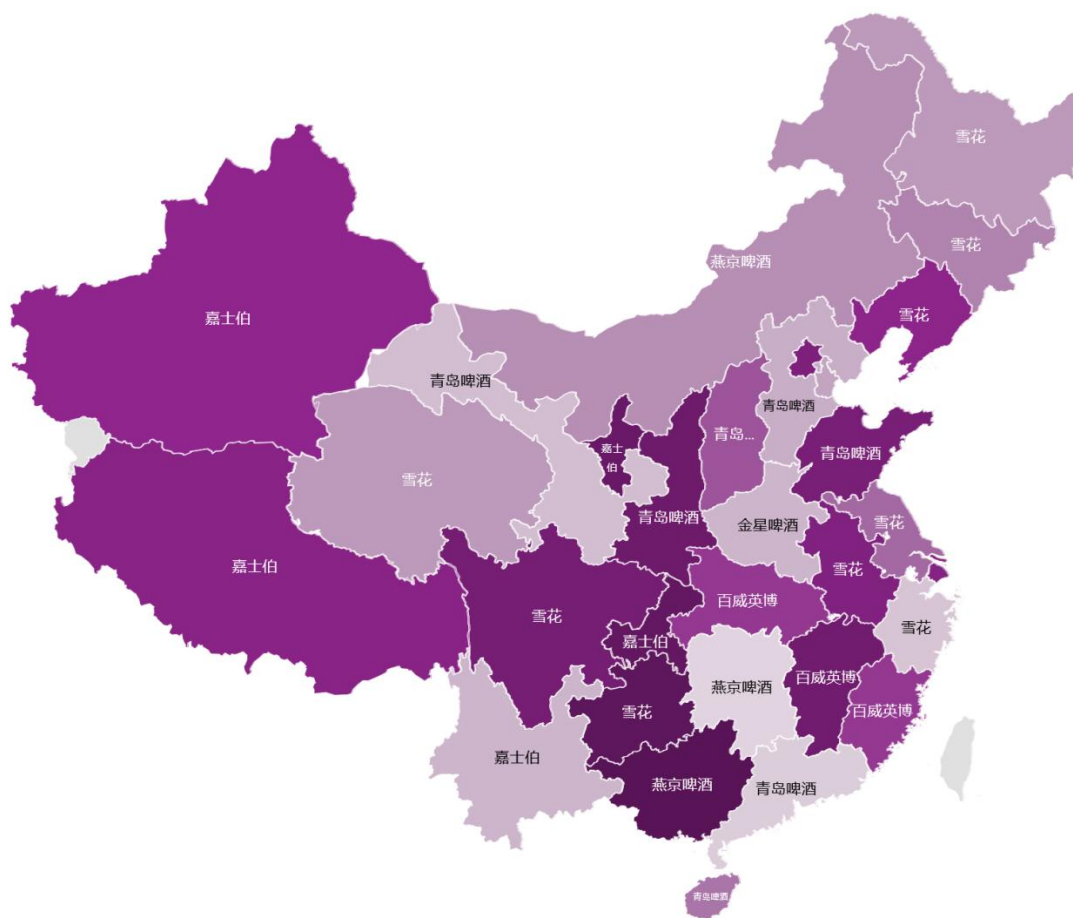 雪花
雪花
燕京啤酒
雪花
嘉士伯
青岛啤酒
青岛啤酒
青岛...
嘉士
伯
青岛啤酒
雪花
青岛啤酒
金星啤酒
雪花
嘉士伯
雪花
雪花
百威英博
雪花
嘉士伯
百威英博
燕京啤酒
雪花
百威英博
嘉士伯
燕京啤酒
青岛啤酒
青岛啤酒